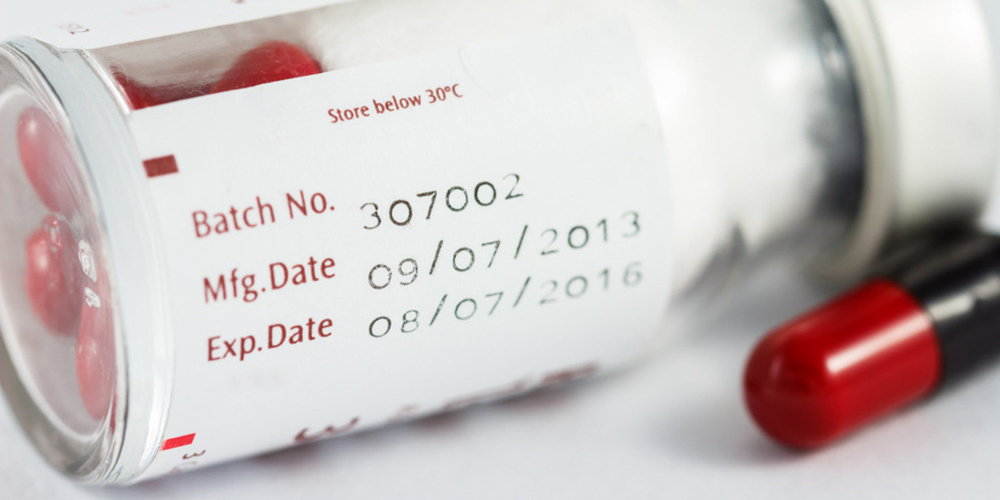 Store below 30°C
Batch No. 307002
Mfg.Date 09/07/2013
Exp.Date 08/07/2016